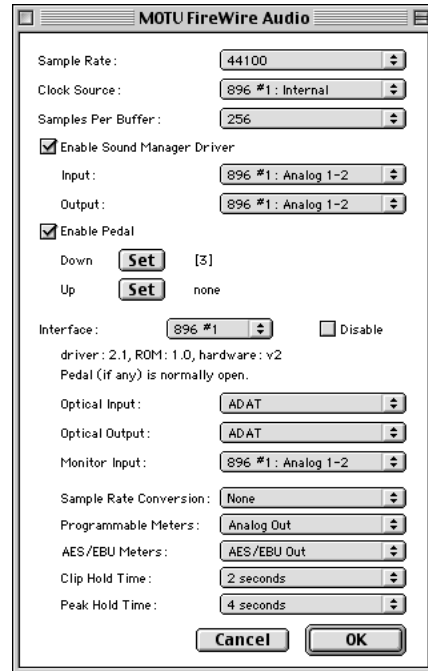 MOTU FireWire Audio
Sample Rate: 44100
Clock Source: 896 #1: Internal
Samples Per Buffer: 256
Enable Sound Manager Driver
Input: 896 #1: Analog 1-2
Output: 896 #1: Analog 1-2
Enable Pedal
Down Set [3]
Up Set none
Interface: 896 #1 Disable
driver: 2.1, ROM: 1.0, hardware: v2
Pedal (if any) is normally open.
Optical Input: ADAT
Optical Output: ADAT
Monitor Input: 896 #1: Analog 1-2
Sample Rate Conversion: None
Programmable Meters: Analog Out
AES/EBU Meters: AES/EBU Out
Clip Hold Time: 2 seconds
Peak Hold Time: 4 seconds
Cancel OK